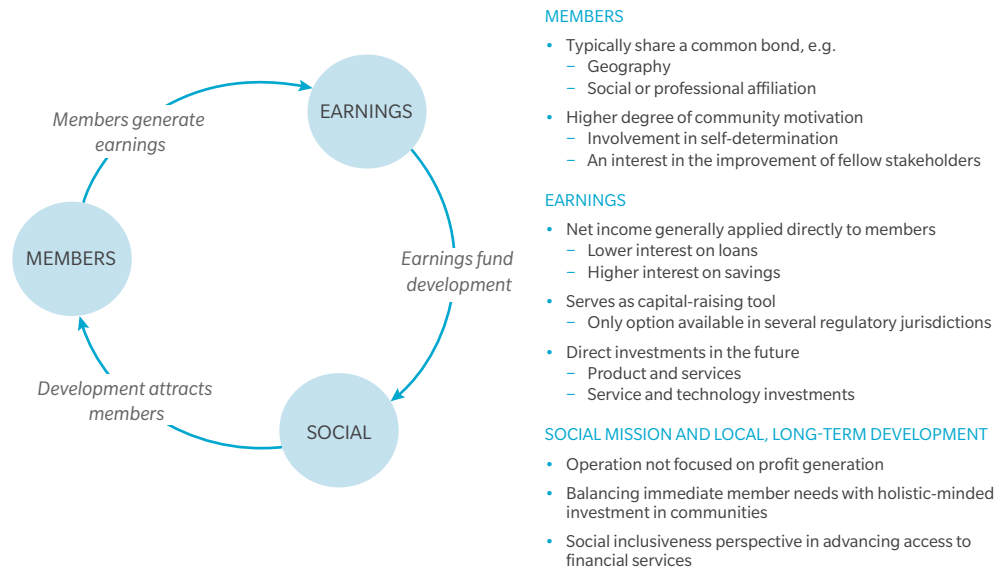 Members generate
earnings
EARNINGS
Earnings fund
development
SOCIAL
Development attracts
members
MEMBERS
MEMBERS
• Typically share a common bond, e.g.
– Geography
– Social or professional affiliation
• Higher degree of community motivation
– Involvement in self-determination
– An interest in the improvement of fellow stakeholders
EARNINGS
• Net income generally applied directly to members
– Lower interest on loans
– Higher interest on savings
• Serves as capital-raising tool
– Only option available in several regulatory jurisdictions
• Direct investments in the future
– Product and services
– Service and technology investments
SOCIAL MISSION AND LOCAL, LONG-TERM DEVELOPMENT
• Operation not focused on profit generation
• Balancing immediate member needs with holistic-minded
investment in communities
• Social inclusiveness perspective in advancing access to
financial services